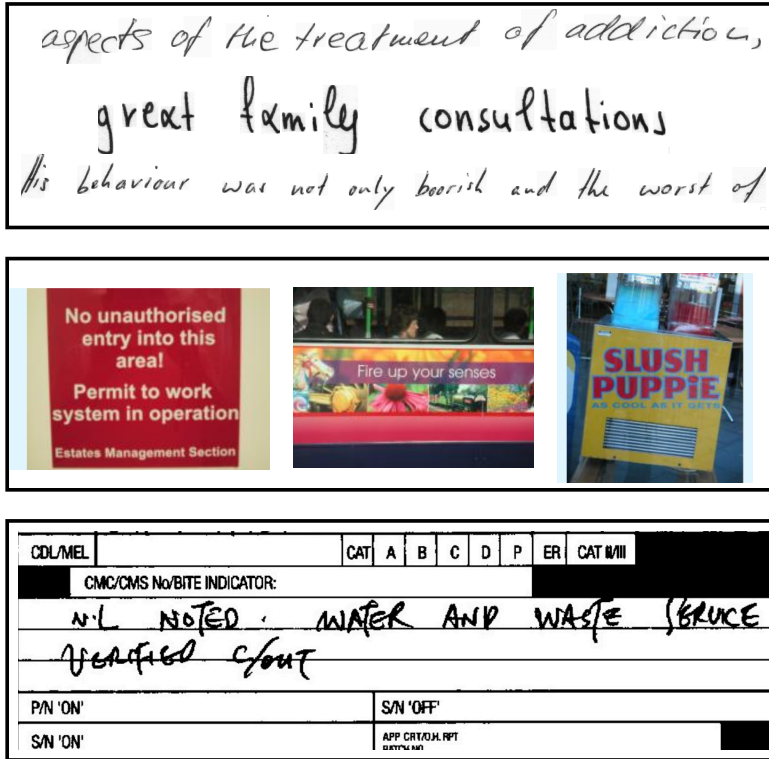 aspects of the treatment of addiction,
great family consultations
His behaviour was not only boorish and the worst of
No unauthorised
entry into this
area!
Permit to work
system in operation
Estates Management Section
Fire up your senses
SLUSH
PUPPiE
AS COOL AS IT GETS
CDL/MEL CAT A B C D P ER CAT II/III
CMC/CMS No/BITE INDICATOR:
N·L NOTED. WATER AND WASTE SERVICE
VERIFIED C/OUT
P/N 'ON' S/N 'OFF'
S/N 'ON' APP CRT/O.H. RPT
BATCH NO